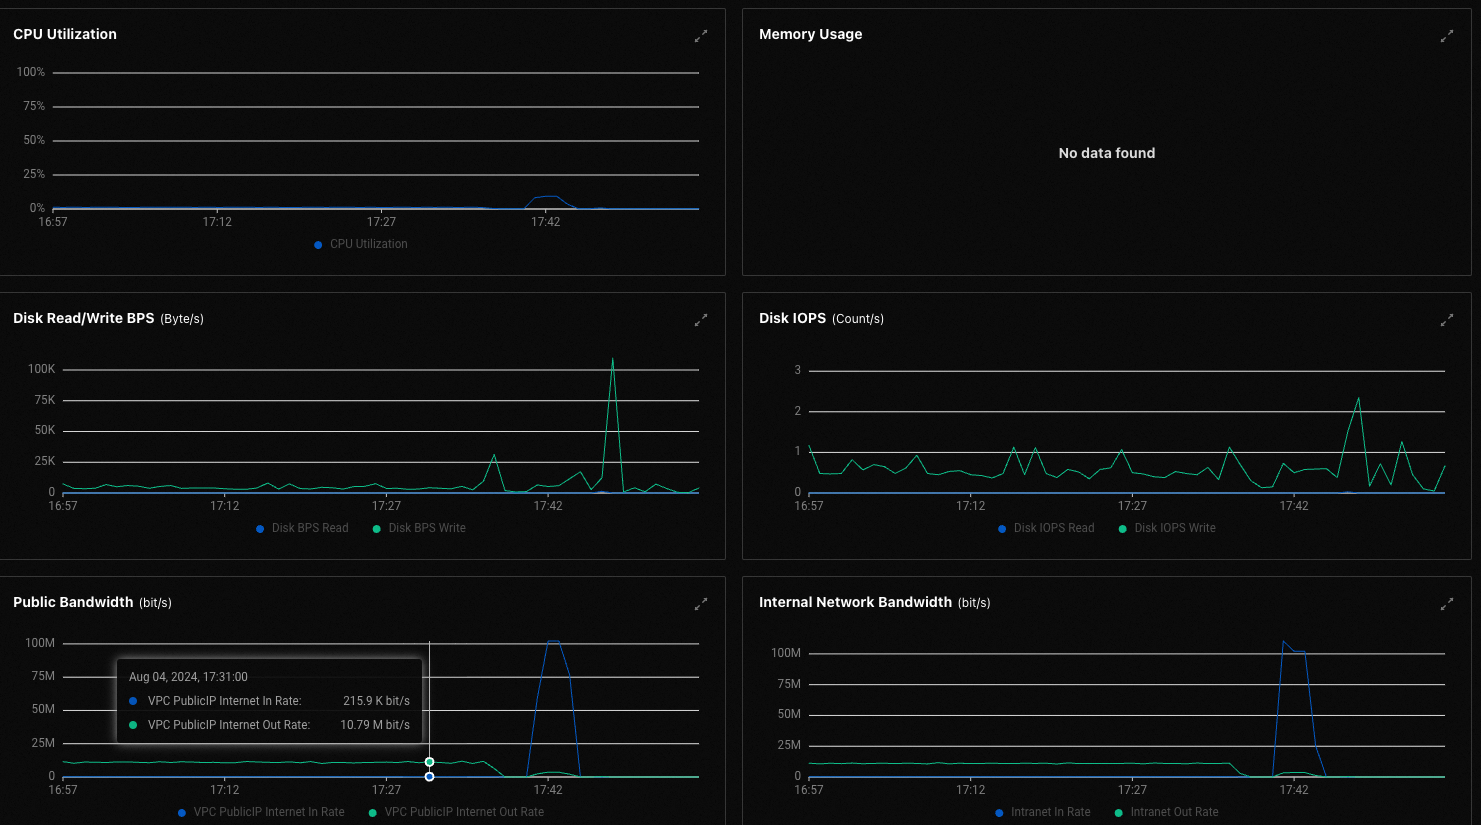 CPU Utilization
100%
75%
50%
25%
0%
16:57 17:12 17:27 17:42
CPU Utilization
Memory Usage
No data found
Disk Read/Write BPS (Byte/s)
100K
75K
50K
25K
0
16:57 17:12 17:27 17:42
Disk BPS Read Disk BPS Write
Disk IOPS (Count/s)
3
2
1
0
16:57 17:12 17:27 17:42
Disk IOPS Read Disk IOPS Write
Public Bandwidth (bit/s)
100M
75M
50M
25M
0
Aug 04, 2024, 17:31:00
VPC PublicIP Internet In Rate: 215.9 K bit/s
VPC PublicIP Internet Out Rate: 10.79 M bit/s
16:57 17:12 17:27 17:42
VPC PublicIP Internet In Rate VPC PublicIP Internet Out Rate
Internal Network Bandwidth (bit/s)
100M
75M
50M
25M
0
16:57 17:12 17:27 17:42
Intranet In Rate Intranet Out Rate